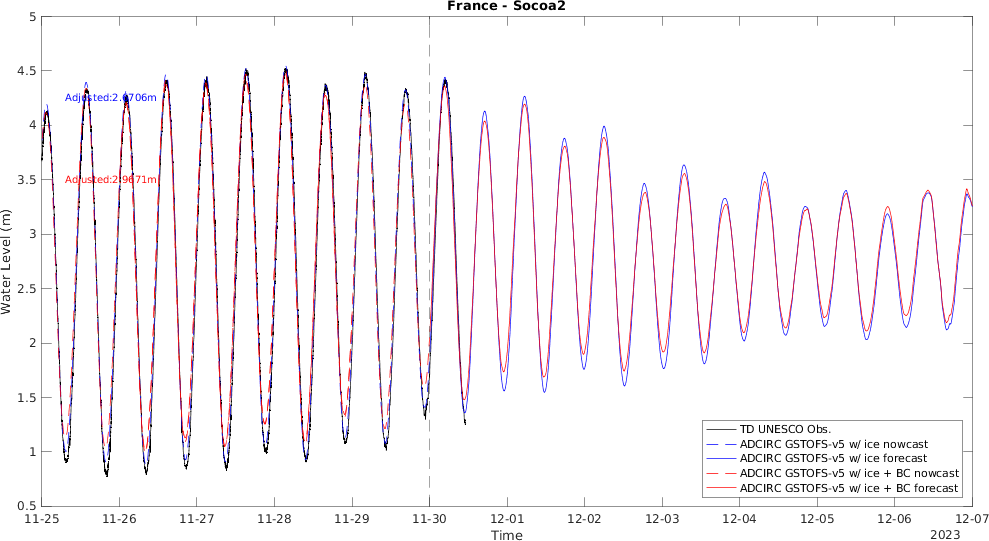 France - Socoa2
Water Level (m)
5
4.5
4
3.5
3
2.5
2
1.5
1
0.5
Adjusted:2.6706m
Adjusted:2.9671m
TD UNESCO Obs.
ADCIRC GSTOFS-v5 w/ ice nowcast
ADCIRC GSTOFS-v5 w/ ice forecast
ADCIRC GSTOFS-v5 w/ ice + BC nowcast
ADCIRC GSTOFS-v5 w/ ice + BC forecast
11-25 11-26 11-27 11-28 11-29 11-30 12-01 12-02 12-03 12-04 12-05 12-06 12-07
Time
2023